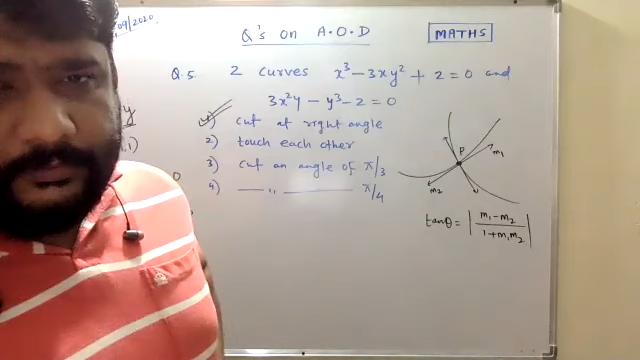 09/2020
Q's on A.O.D
MATHS
Q.5. 2 curves x³ - 3xy² + 2 = 0 and
3x²y - y³ - 2 = 0
1) cut at right angle
2) touch each other
3) cut an angle of π/3
4) — ,, — π/4
P
m₁
m₂
tanθ = | m₁ - m₂ / 1 + m₁m₂ |